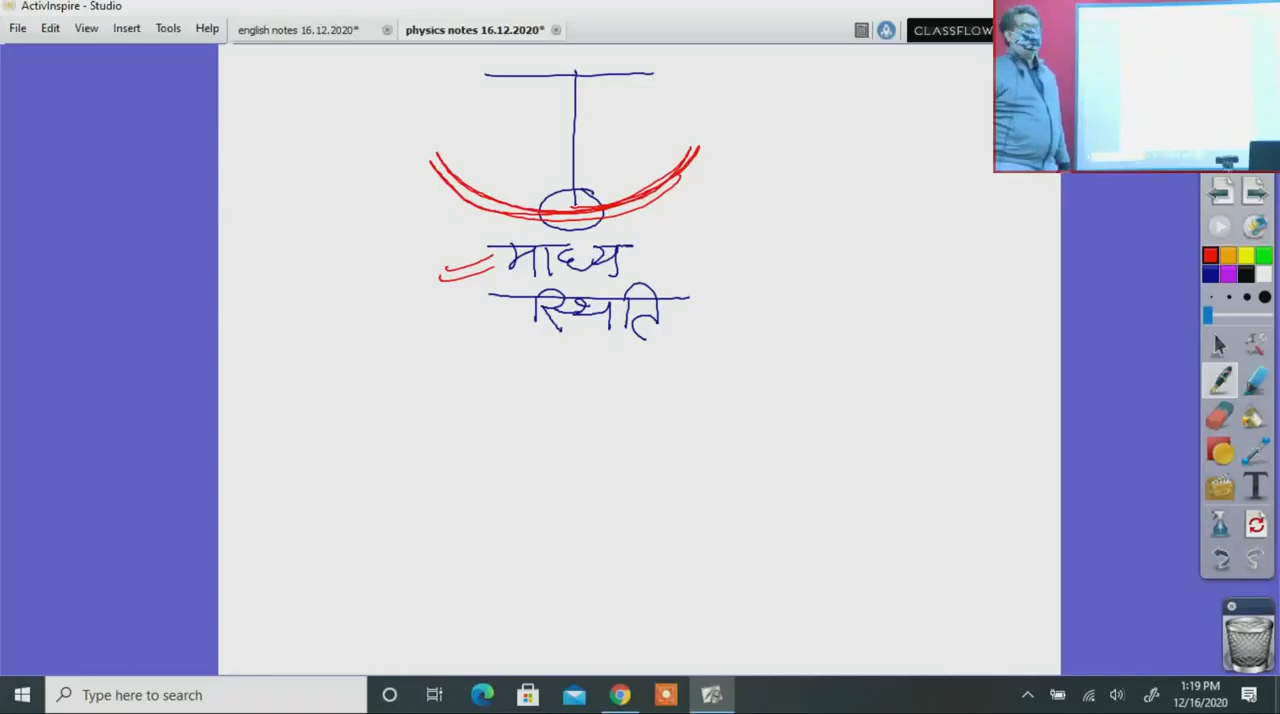 ActivInspire - Studio
File Edit View Insert Tools Help
english notes 16.12.2020* physics notes 16.12.2020*
CLASSFLOW
माध्य
स्थिति
T
Type here to search
1:19 PM
12/16/2020